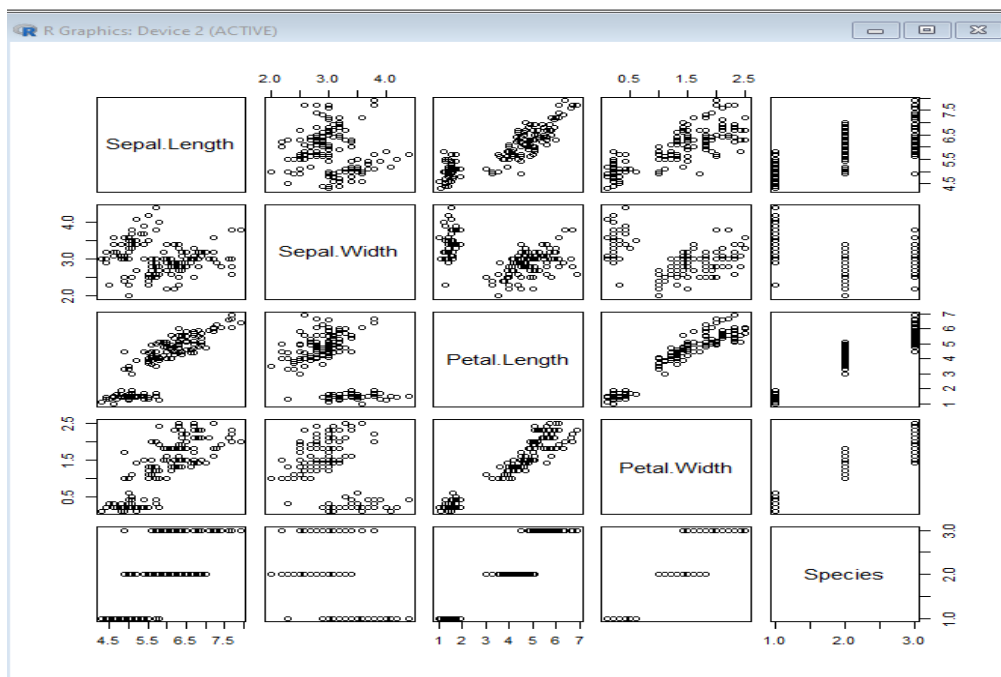 R Graphics: Device 2 (ACTIVE)
2.0 3.0 4.0
0.5 1.5 2.5
Sepal.Length
4.5 5.5 6.5 7.5
2.0 3.0 4.0
Sepal.Width
Petal.Length
1 2 3 4 5 6 7
0.5 1.5 2.5
Petal.Width
Species
1.0 2.0 3.0
4.5 5.5 6.5 7.5
1 2 3 4 5 6 7
1.0 2.0 3.0